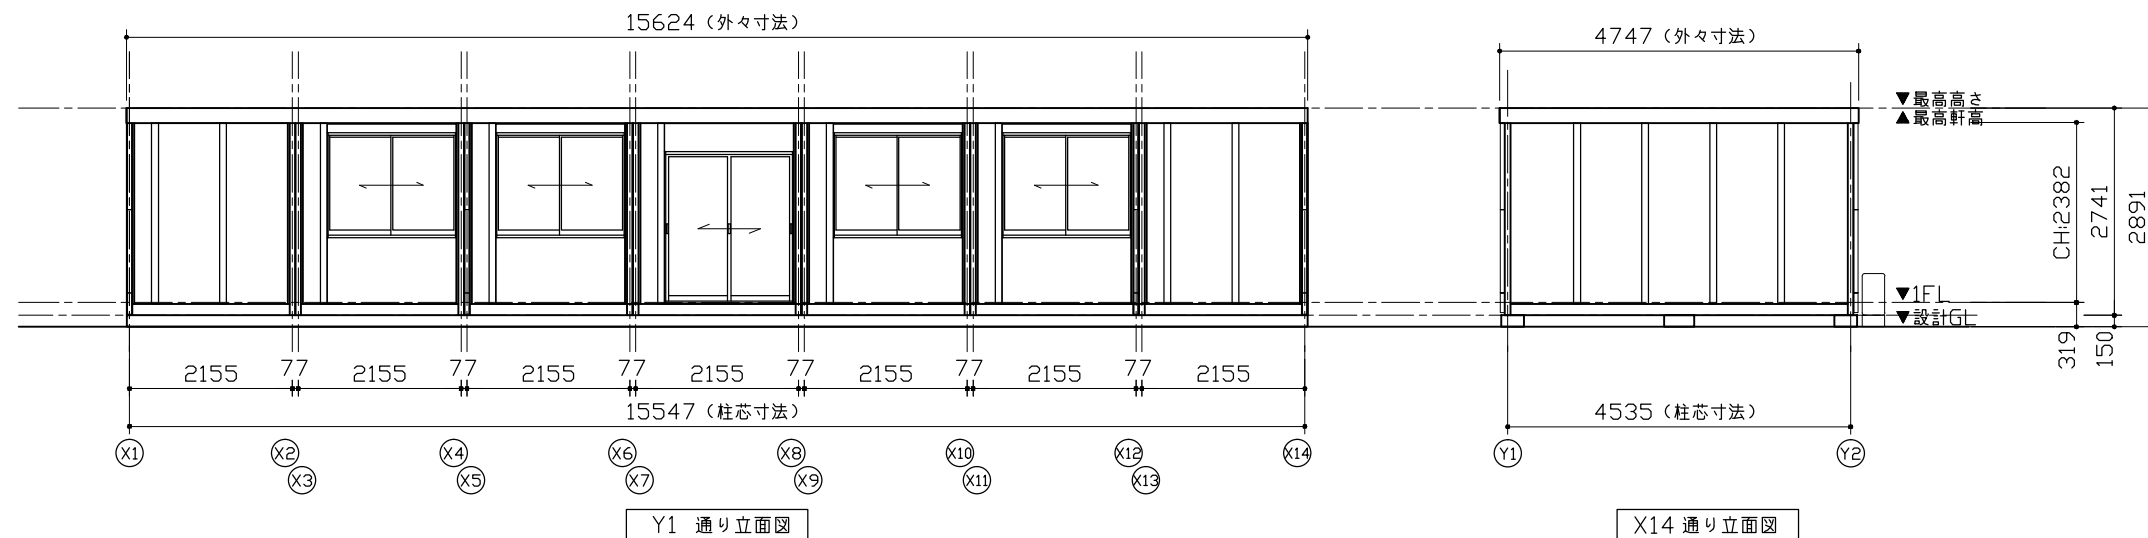 15624（外々寸法）
4747（外々寸法）
▼最高高さ
▲最高軒高
CH:2382
2741
2891
▼1FL
▼設計GL
319
150
2155 77 2155 77 2155 77 2155 77 2155 77 2155 77 2155
15547（柱芯寸法）
4535（柱芯寸法）
X1 X2 X4 X6 X8 X10 X12 X14 Y1 Y2
X3 X5 X7 X9 X11 X13
Y1 通り立面図
X14 通り立面図